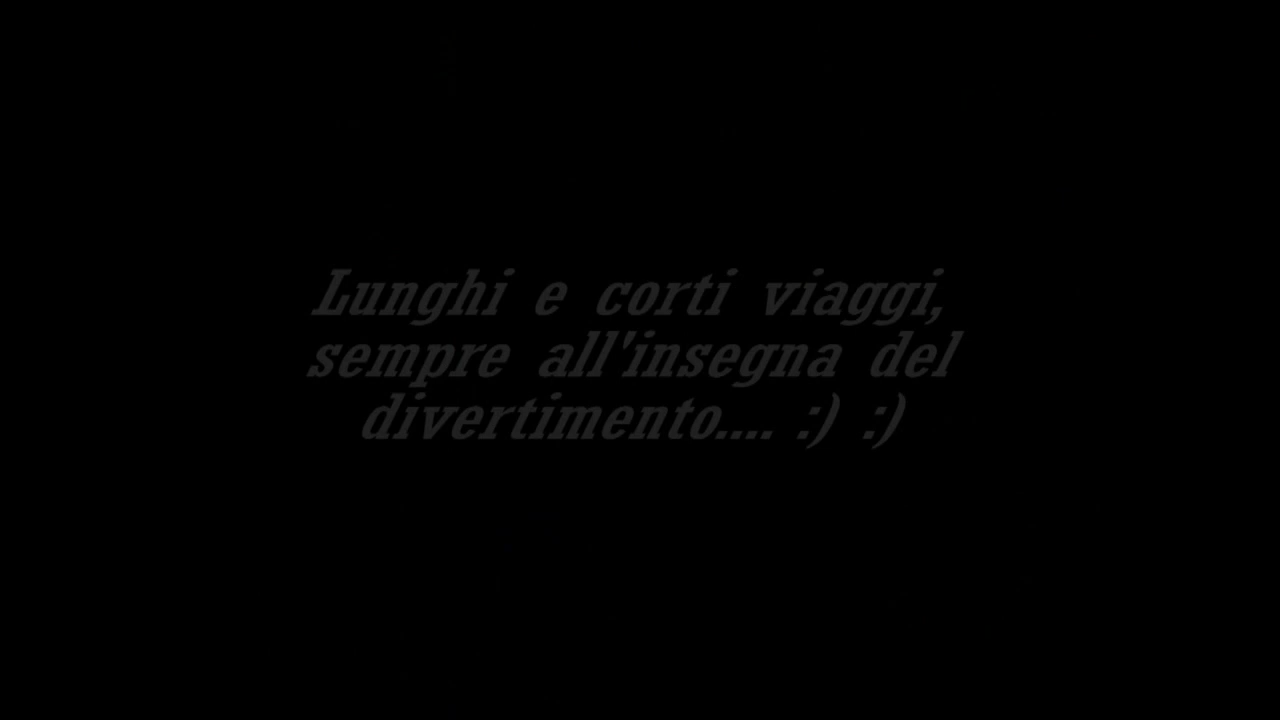 Lunghi e corti viaggi,
sempre all'insegna del
divertimento.... :) :)